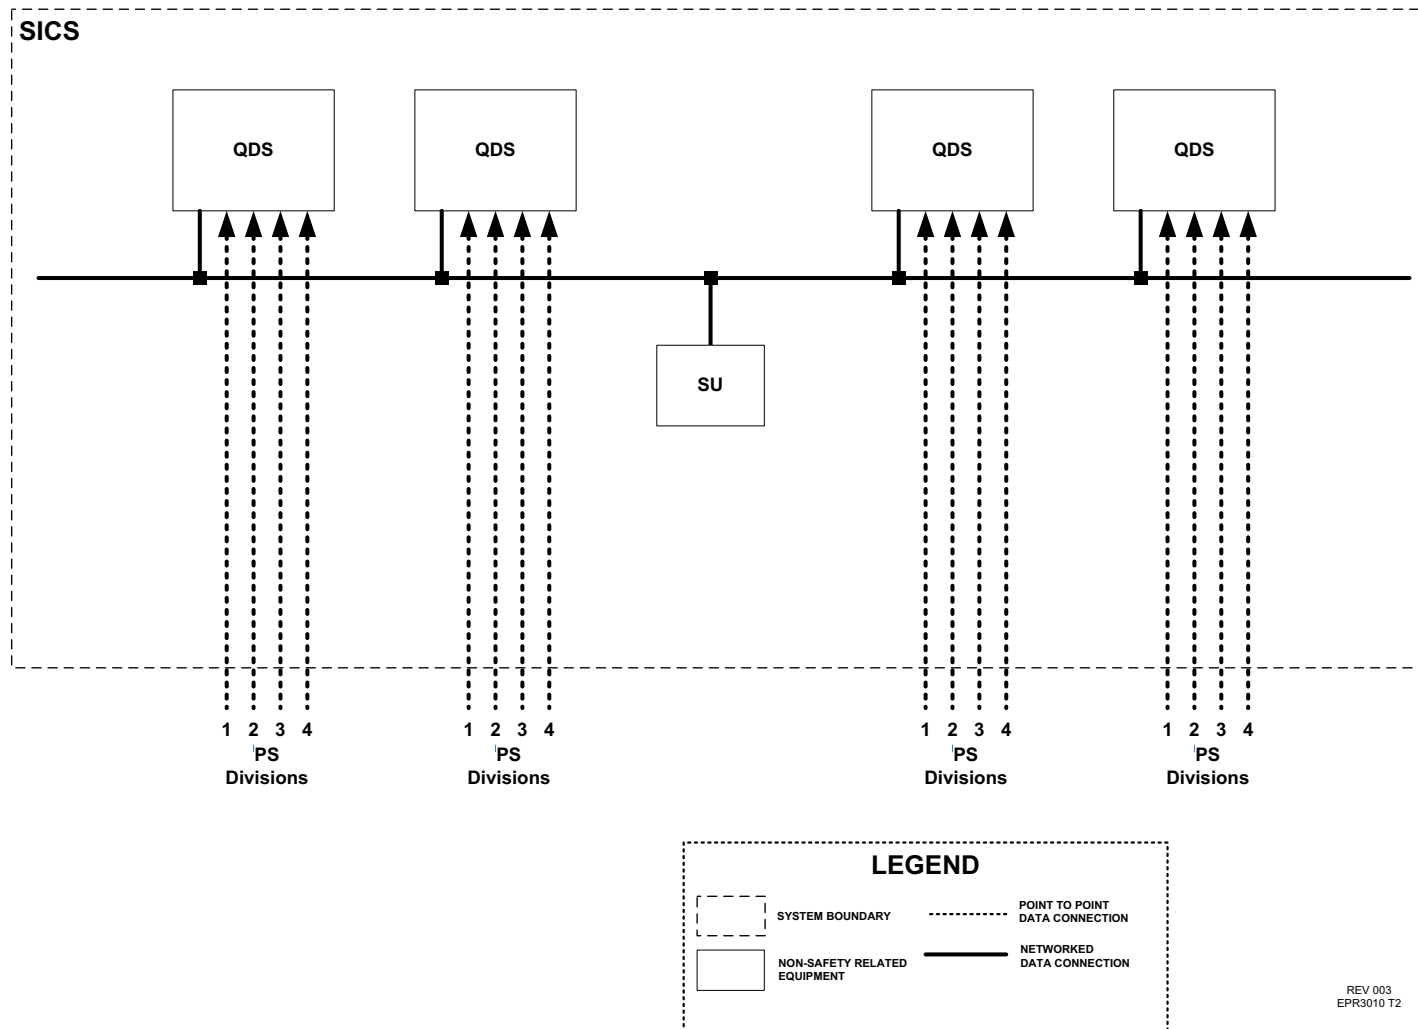 SICS
QDS
QDS
QDS
QDS
SU
1 2 3 4
PS
Divisions
1 2 3 4
PS
Divisions
1 2 3 4
PS
Divisions
1 2 3 4
PS
Divisions
LEGEND
SYSTEM BOUNDARY
POINT TO POINT
DATA CONNECTION
NON-SAFETY RELATED
EQUIPMENT
NETWORKED
DATA CONNECTION
REV 003
EPR3010 T2